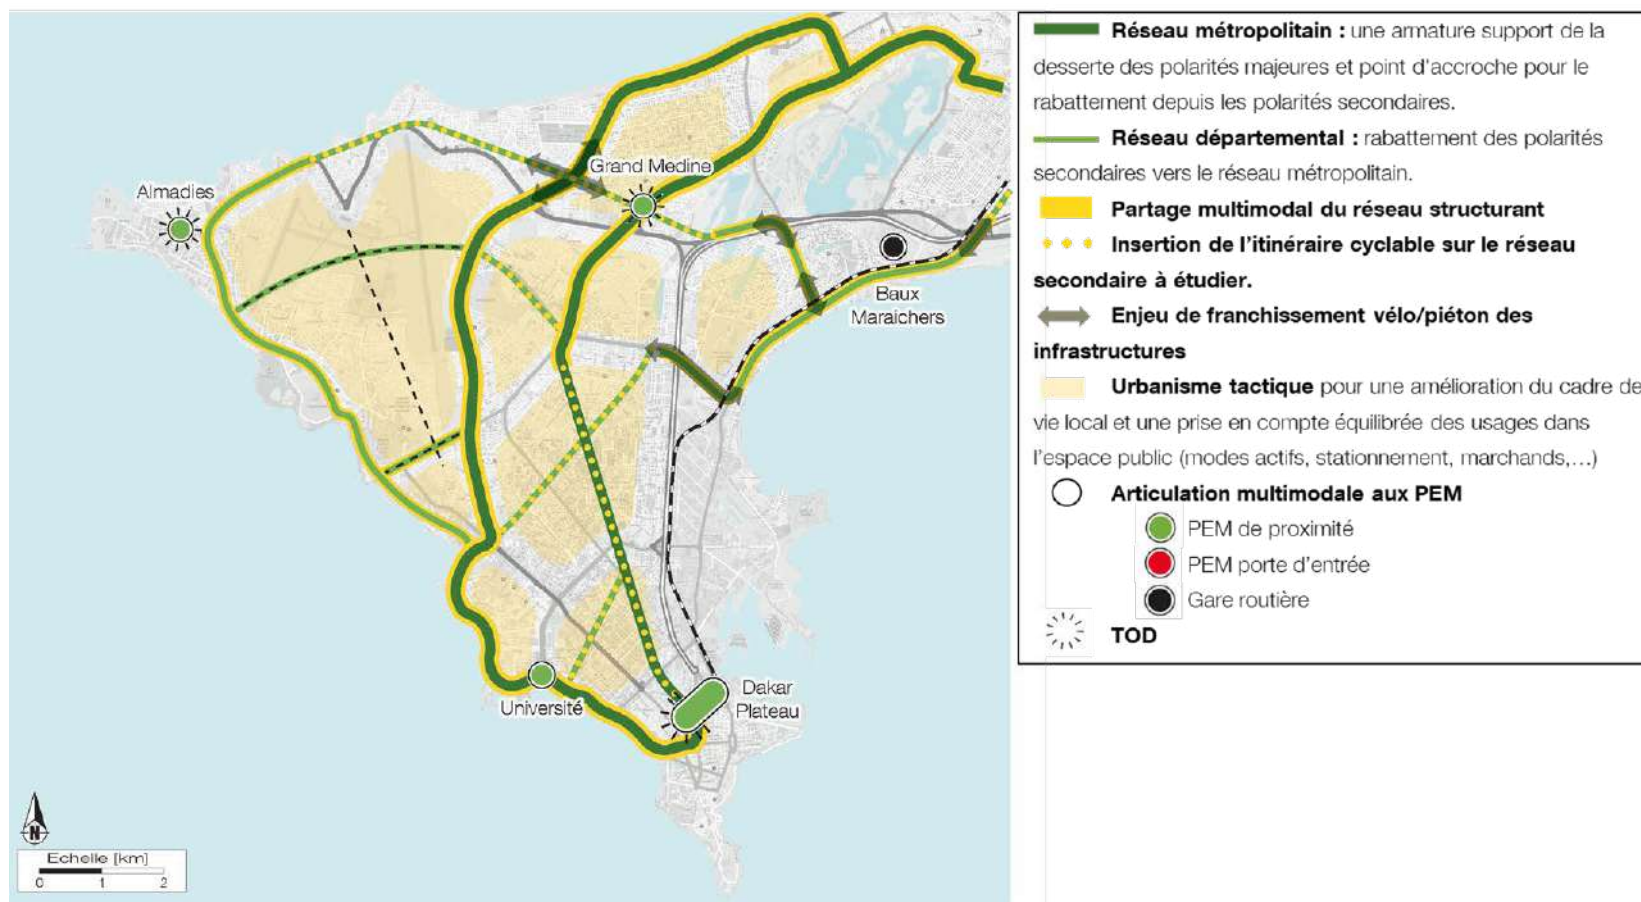 Grand Medine
Almadies
Baux
Maraichers
Université
Dakar
Plateau
N
Echelle [km]
0 1 2
Réseau métropolitain : une armature support de la
desserte des polarités majeures et point d'accroche pour le
rabattement depuis les polarités secondaires.
Réseau départemental : rabattement des polarités
secondaires vers le réseau métropolitain.
Partage multimodal du réseau structurant
Insertion de l'itinéraire cyclable sur le réseau
secondaire à étudier.
Enjeu de franchissement vélo/piéton des
infrastructures
Urbanisme tactique pour une amélioration du cadre de
vie local et une prise en compte équilibrée des usages dans
l'espace public (modes actifs, stationnement, marchands,...)
Articulation multimodale aux PEM
PEM de proximité
PEM porte d'entrée
Gare routière
TOD